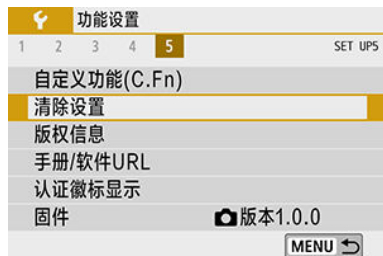 功能设置
1 2 3 4 5 SET UP5
自定义功能(C.Fn)
清除设置
版权信息
手册/软件URL
认证徽标显示
固件 版本1.0.0
MENU